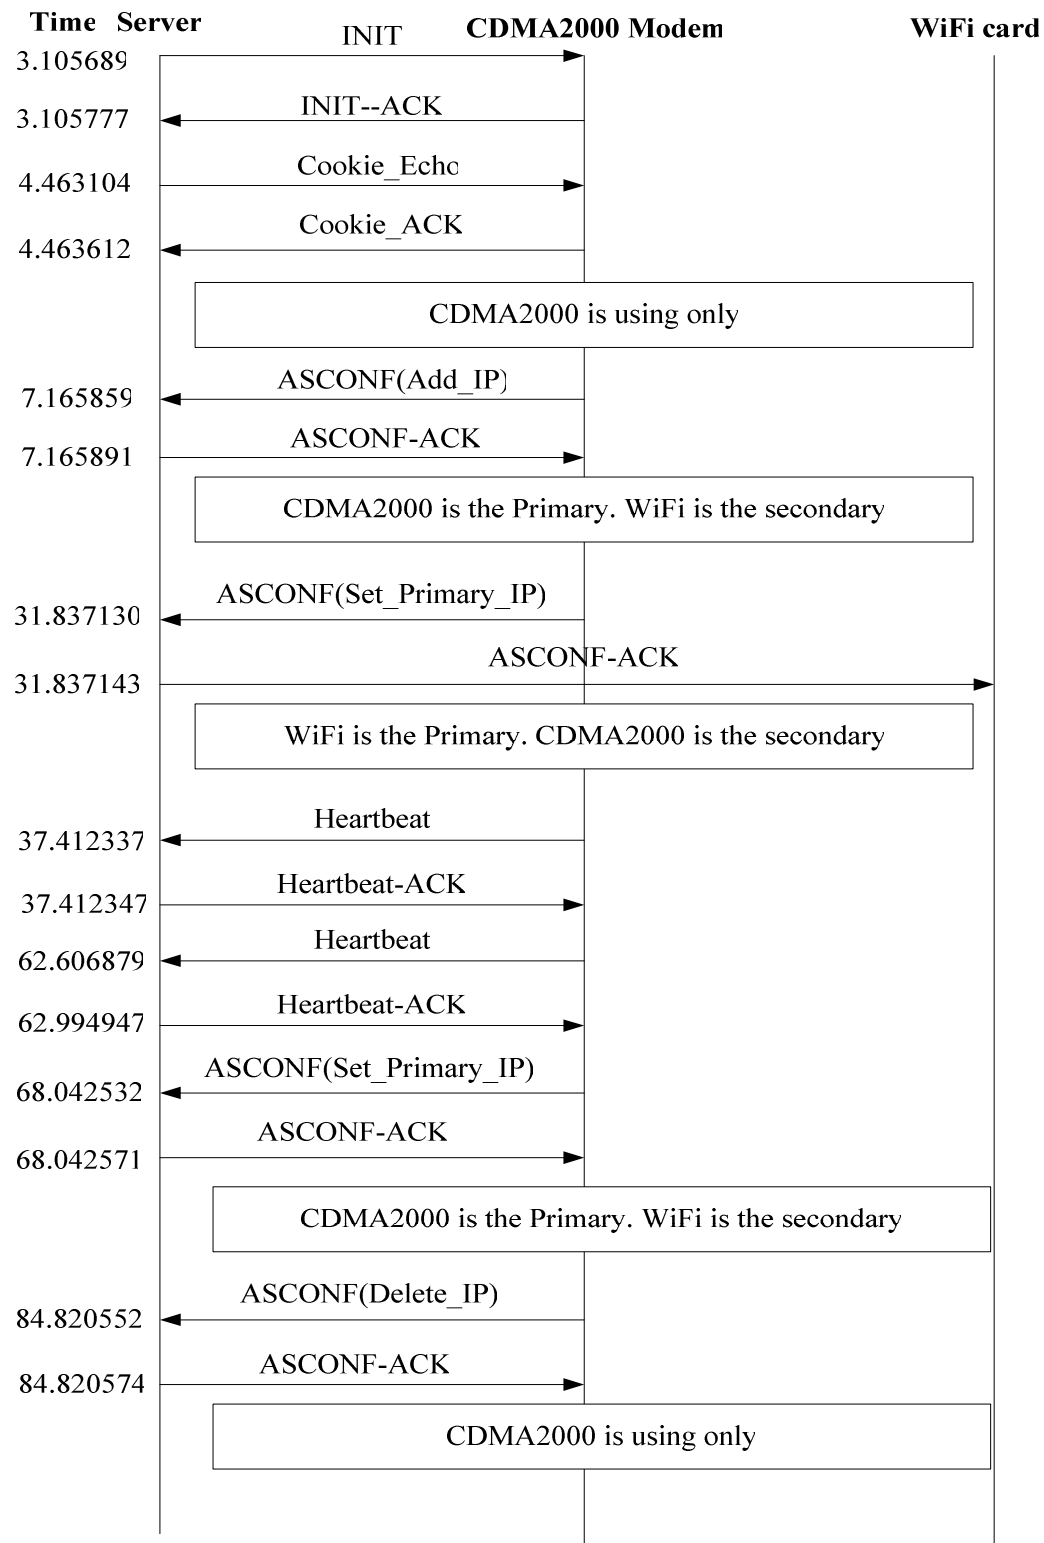 Time Server CDMA2000 Modem WiFi card
INIT
3.105689
INIT--ACK
3.105777
Cookie_Echo
4.463104
Cookie_ACK
4.463612
CDMA2000 is using only
ASCONF(Add_IP)
7.165859
ASCONF-ACK
7.165891
CDMA2000 is the Primary. WiFi is the secondary
ASCONF(Set_Primary_IP)
31.837130
ASCONF-ACK
31.837143
WiFi is the Primary. CDMA2000 is the secondary
Heartbeat
37.412337
Heartbeat-ACK
37.412347
Heartbeat
62.606879
Heartbeat-ACK
62.994947
ASCONF(Set_Primary_IP)
68.042532
ASCONF-ACK
68.042571
CDMA2000 is the Primary. WiFi is the secondary
ASCONF(Delete_IP)
84.820552
ASCONF-ACK
84.820574
CDMA2000 is using only